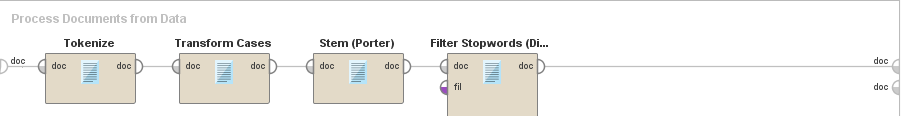 Process Documents from Data
Tokenize Transform Cases Stem (Porter) Filter Stopwords (Di...
doc doc doc doc doc doc doc doc doc doc
fil doc